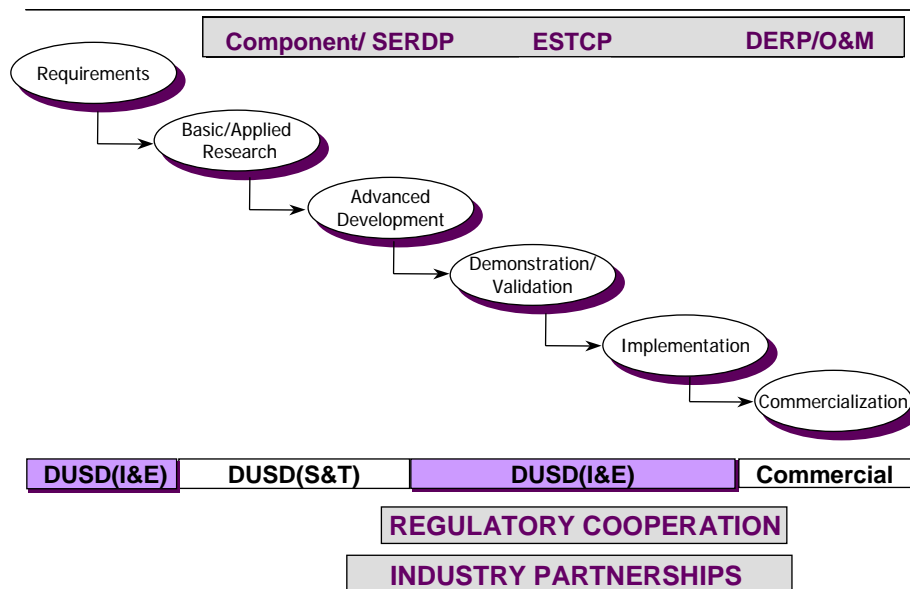 Component/ SERDP ESTCP DERP/O&M
Requirements
Basic/Applied
Research
Advanced
Development
Demonstration/
Validation
Implementation
Commercialization
DUSD(I&E) DUSD(S&T) DUSD(I&E) Commercial
REGULATORY COOPERATION
INDUSTRY PARTNERSHIPS